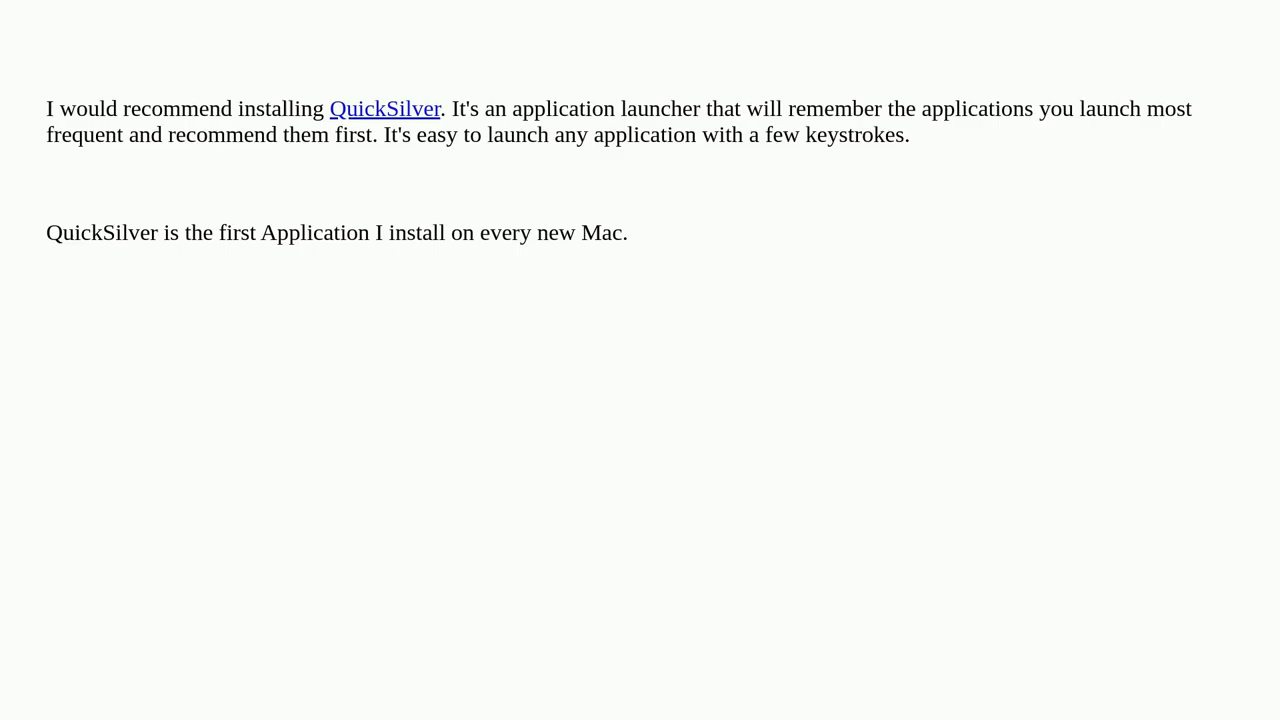 I would recommend installing QuickSilver. It's an application launcher that will remember the applications you launch most
frequent and recommend them first. It's easy to launch any application with a few keystrokes.
QuickSilver is the first Application I install on every new Mac.